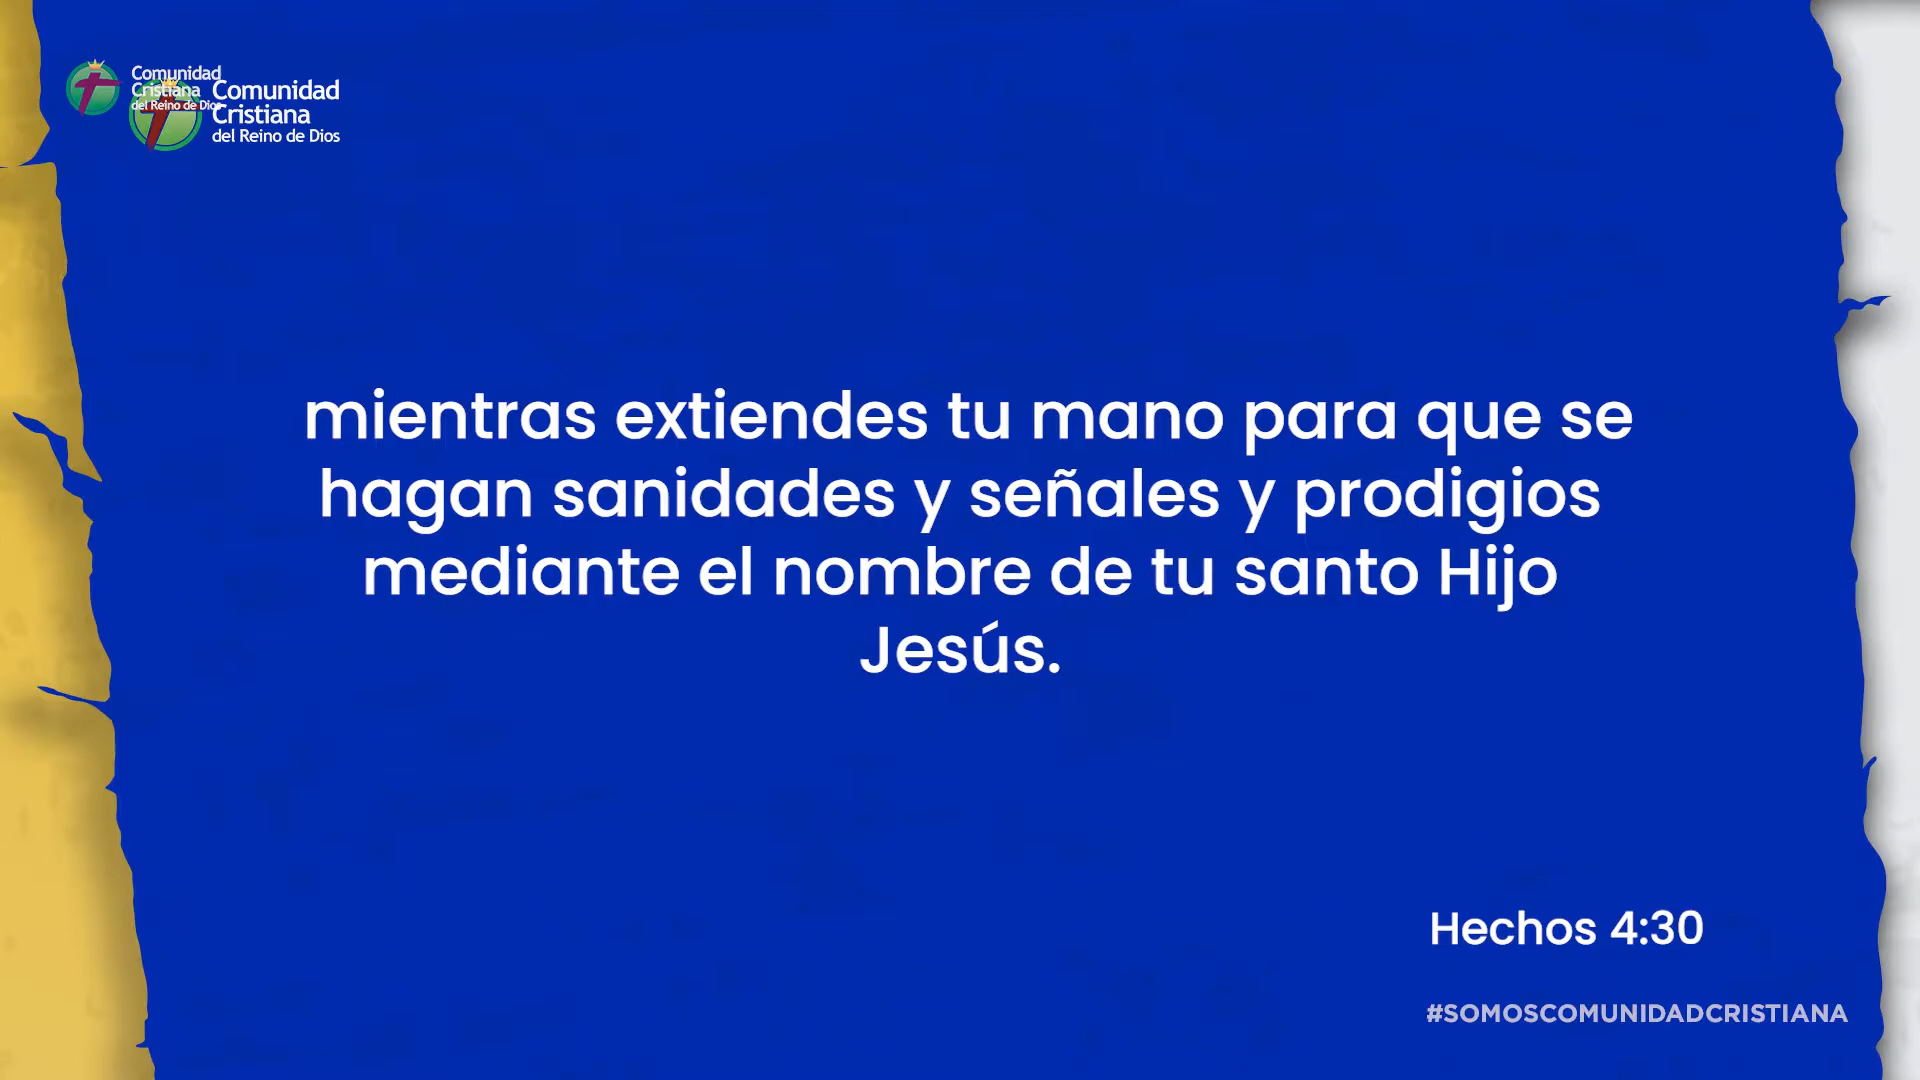 Comunidad
Cristiana
del Reino de Dios
Comunidad
Cristiana
del Reino de Dios
mientras extiendes tu mano para que se
hagan sanidades y señales y prodigios
mediante el nombre de tu santo Hijo
Jesús.
Hechos 4:30
#SOMOSCOMUNIDADCRISTIANA